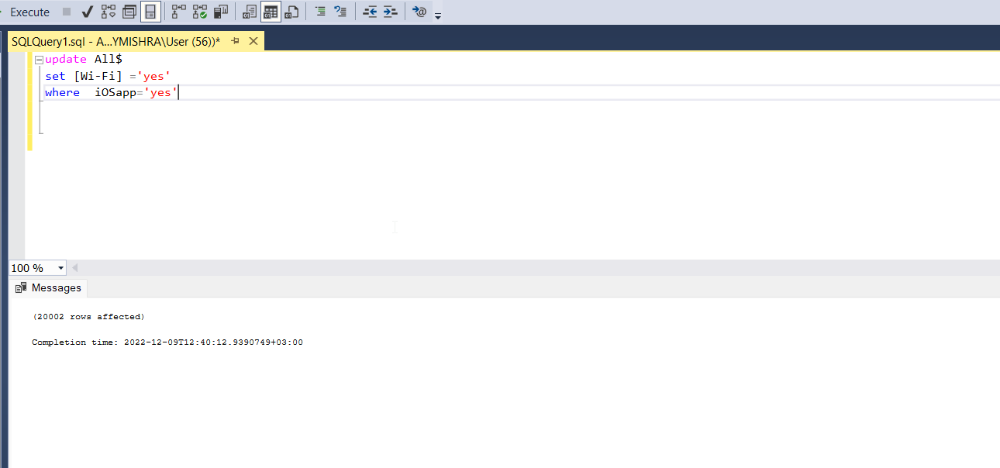 Execute
SQLQuery1.sql - A...YMISHRA\User (56))*
update All$
set [Wi-Fi] ='yes'
where  iOSapp='yes'
100 %
Messages
(20002 rows affected)
Completion time: 2022-12-09T12:40:12.9390749+03:00